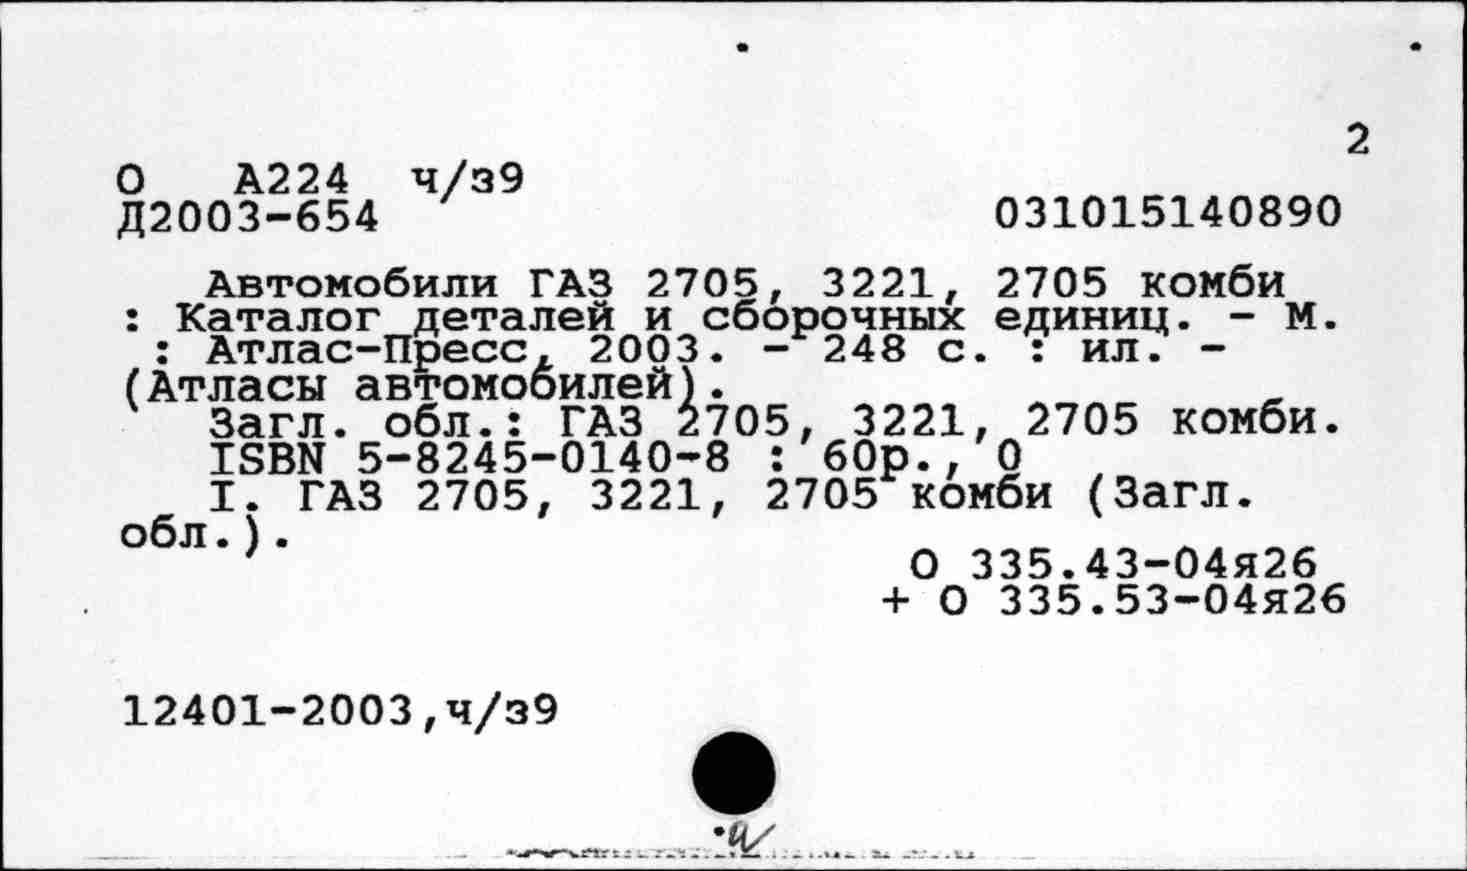 2
О А224 ч/з9
Д2003-654 031015140890
Автомобили ГАЗ 2705, 3221, 2705 комби
: Каталог деталей и сборочных единиц. - М.
: Атлас-Пресс, 2003. - 248 с. : ил. -
(Атласы автомобилей).
Загл. обл.: ГАЗ 2705, 3221, 2705 комби.
ISBN 5-8245-0140-8 : 60р., 0
I. ГАЗ 2705, 3221, 2705 комби (Загл.
обл.).
О 335.43-04я26
+ О 335.53-04я26
12401-2003,ч/з9